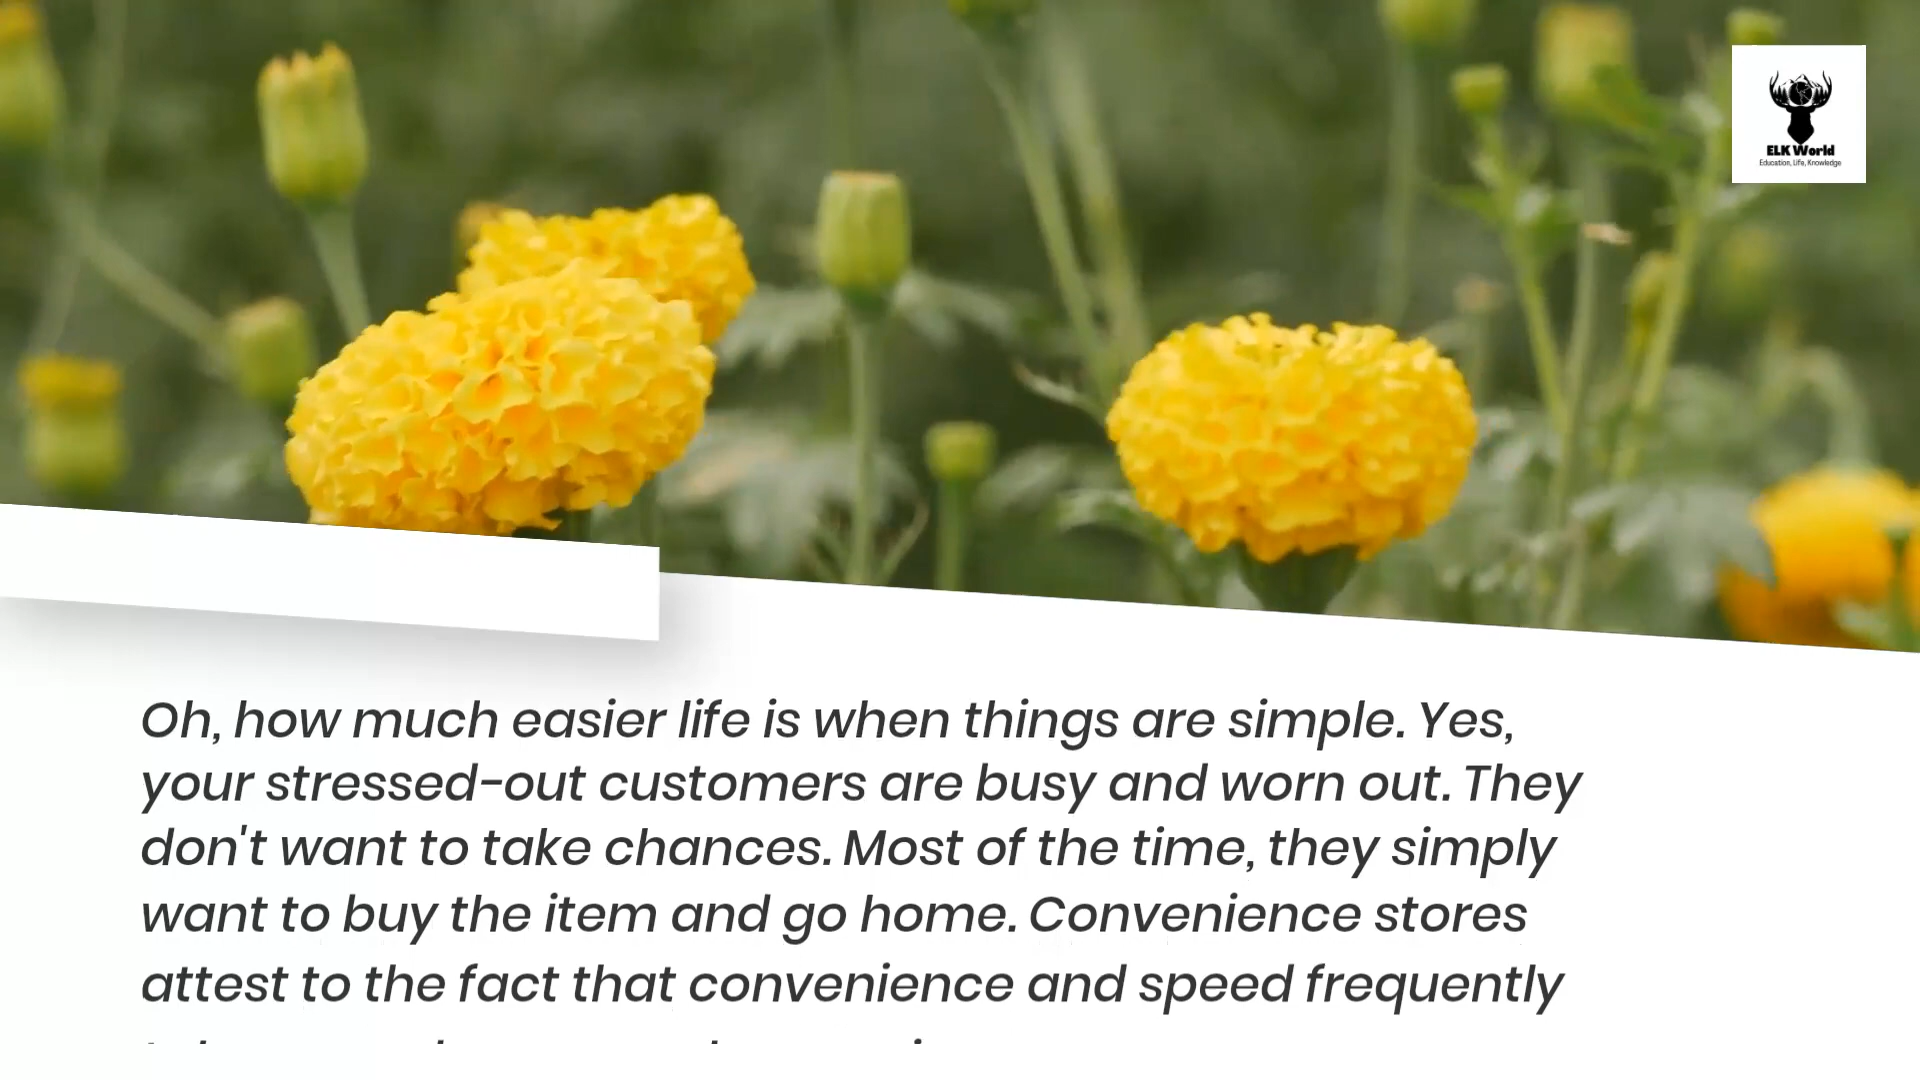 ELK World
Education, Life, Knowledge
Oh, how much easier life is when things are simple. Yes,
your stressed-out customers are busy and worn out. They
don't want to take chances. Most of the time, they simply
want to buy the item and go home. Convenience stores
attest to the fact that convenience and speed frequently